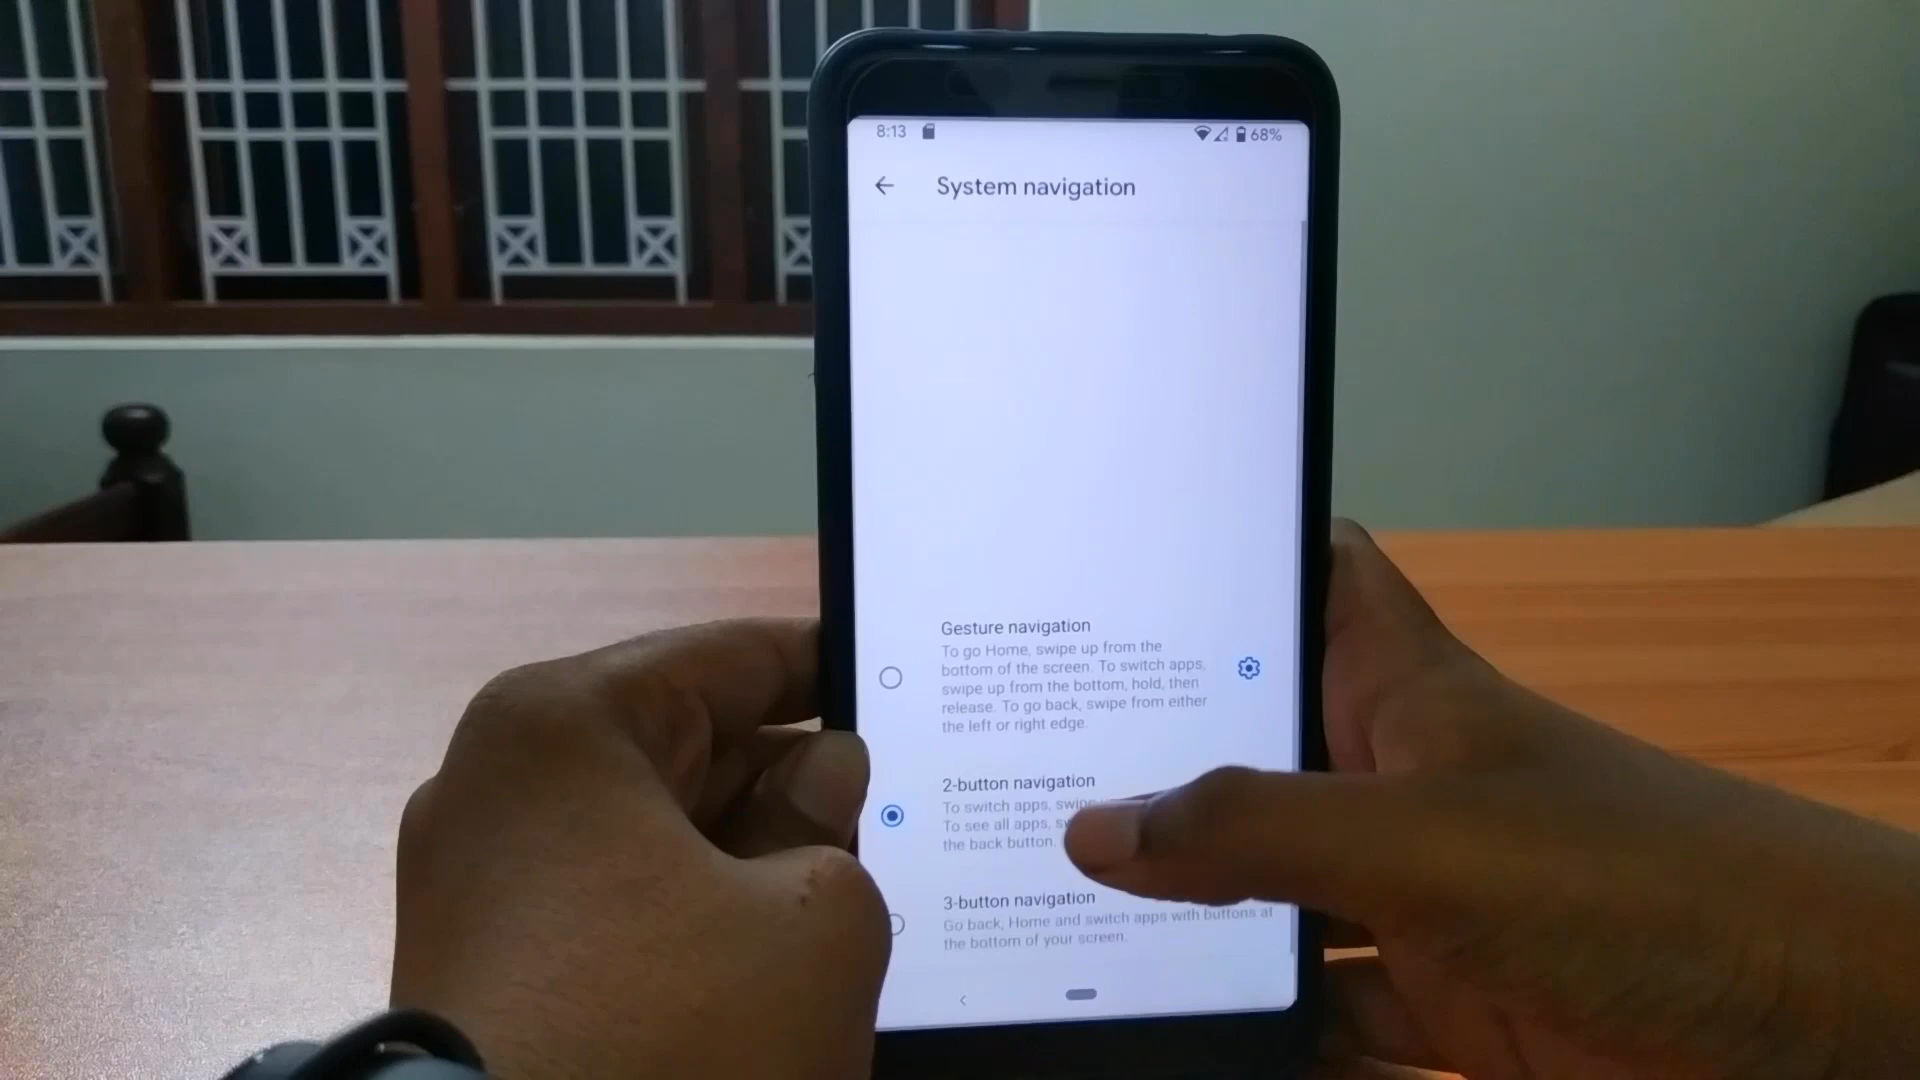 8:13 68%
System navigation
Gesture navigation
To go Home, swipe up from the
bottom of the screen. To switch apps,
swipe up from the bottom, hold, then
release. To go back, swipe from either
the left or right edge.
2-button navigation
To switch apps, swipe
To see all apps,
the back button.
3-button navigation
Go back, Home and switch apps with buttons at
the bottom of your screen.